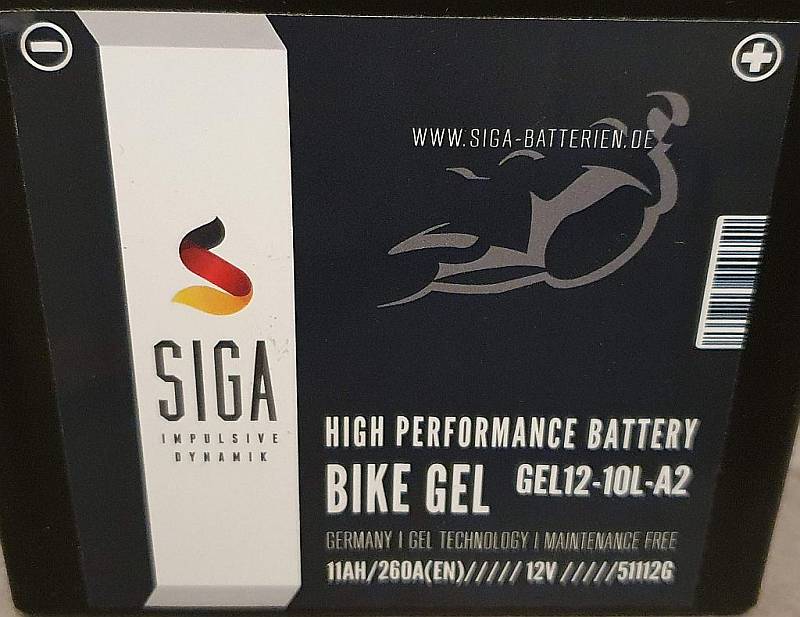 WWW.SIGA-BATTERIEN.DE
SIGA
IMPULSIVE
DYNAMIK
HIGH PERFORMANCE BATTERY
BIKE GEL GEL12-10L-A2
GERMANY | GEL TECHNOLOGY | MAINTENANCE FREE
11AH/260A(EN)///// 12V /////51112G